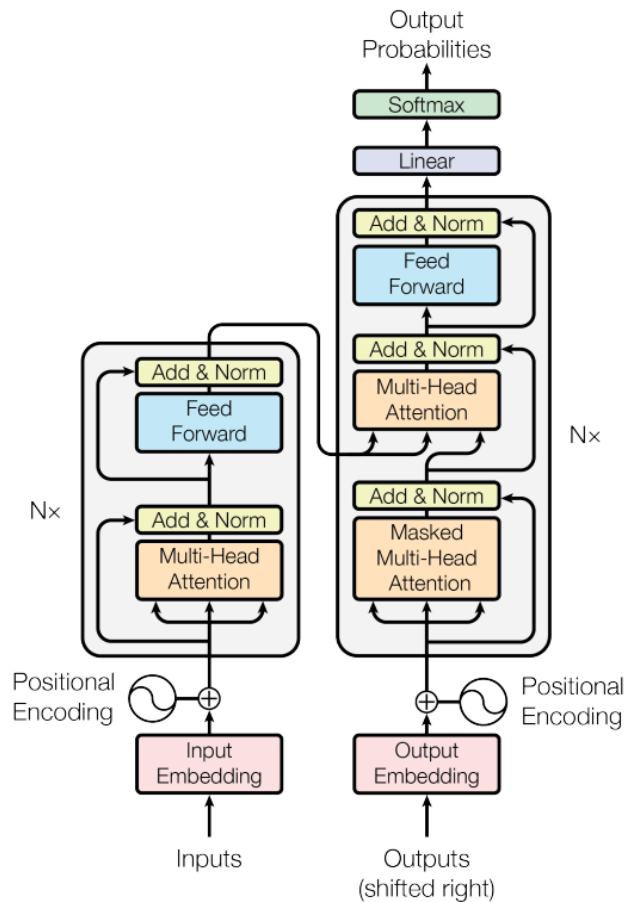 Output
Probabilities
Softmax
Linear
Add & Norm
Feed
Forward
Add & Norm
Multi-Head
Attention
Add & Norm
Masked
Multi-Head
Attention
N×
Add & Norm
Feed
Forward
Add & Norm
Multi-Head
Attention
N×
Positional
Encoding
Positional
Encoding
Input
Embedding
Output
Embedding
Inputs
Outputs
(shifted right)